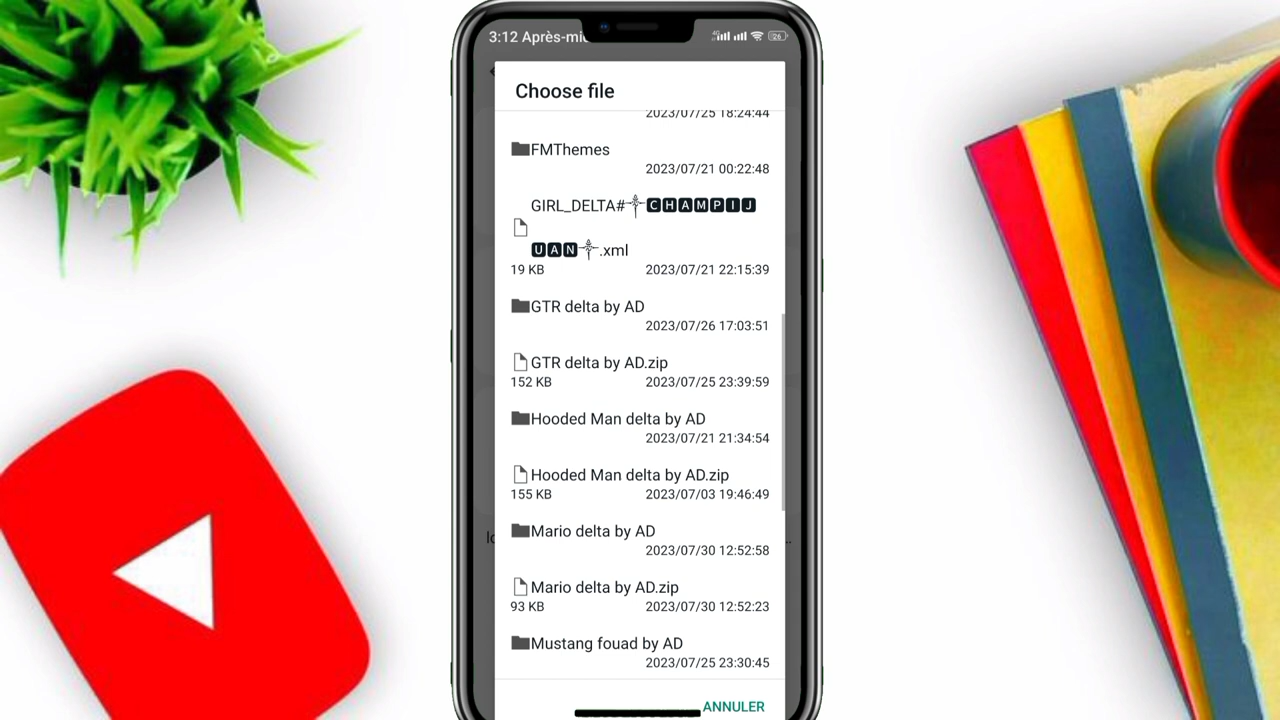 3:12 Après-mi
4G
26
Choose file
2023/07/25 18:24:44
FMThemes
2023/07/21 00:22:48
GIRL_DELTA#⸸🅲🅷🅰🅼🅿🅸🅹
🆄🅰🅽⸸.xml
19 KB 2023/07/21 22:15:39
GTR delta by AD
2023/07/26 17:03:51
GTR delta by AD.zip
152 KB 2023/07/25 23:39:59
Hooded Man delta by AD
2023/07/21 21:34:54
Hooded Man delta by AD.zip
155 KB 2023/07/03 19:46:49
Mario delta by AD
2023/07/30 12:52:58
Mario delta by AD.zip
93 KB 2023/07/30 12:52:23
Mustang fouad by AD
2023/07/25 23:30:45
ANNULER